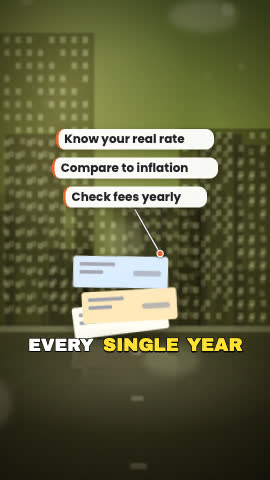 Know your real rate
Compare to inflation
Check fees yearly
EVERY SINGLE YEAR